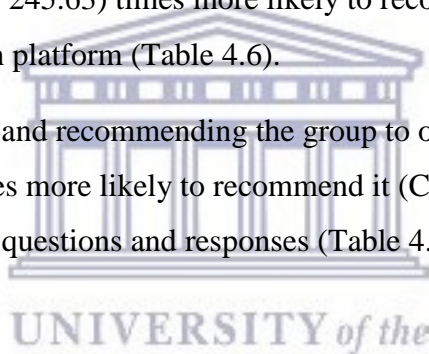 245.63) times more likely to reco
n platform (Table 4.6).
and recommending the group to o
es more likely to recommend it (C
questions and responses (Table 4.
UNIVERSITY of the